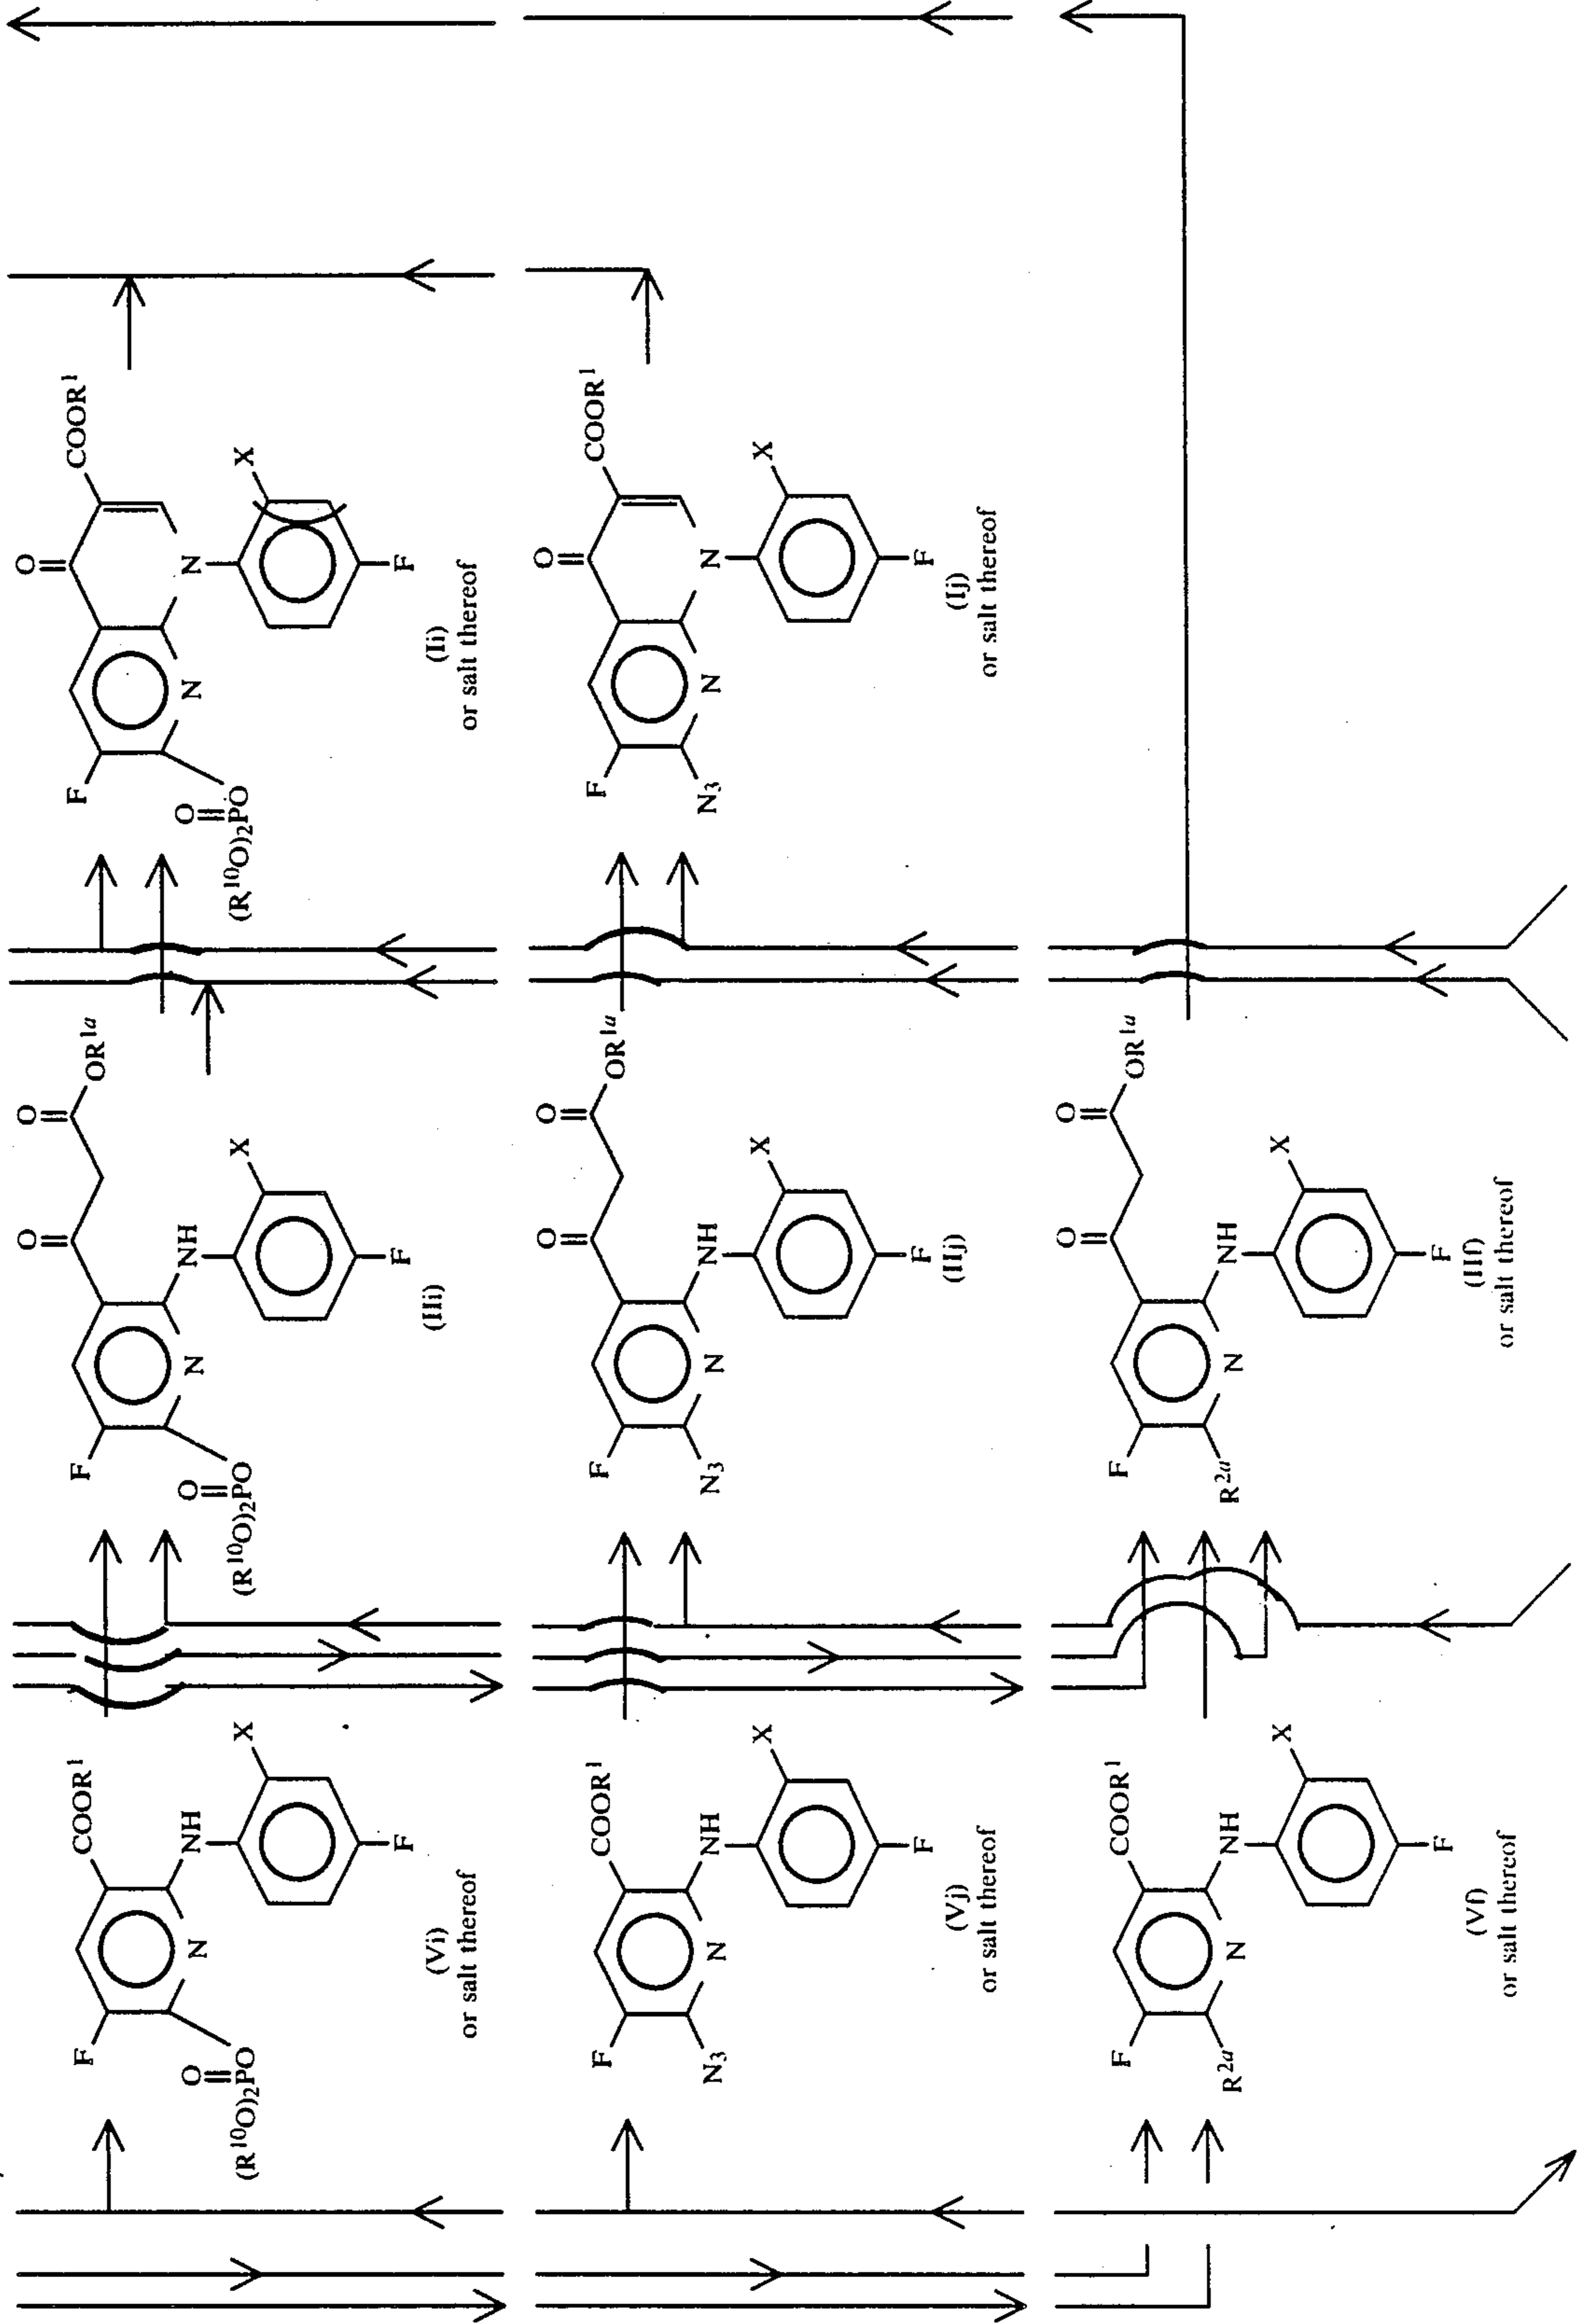 COOR¹
F
X
O
‖
NH
N
(R¹⁰O)₂PO
F
(Vi)
or salt thereof
O
‖
O
‖
OR¹ᵃ
F
X
O
‖
NH
N
(R¹⁰O)₂PO
F
(IIi)
O
‖
COOR¹
F
X
O
‖
N
N
(R¹⁰O)₂PO
F
(Ii)
or salt thereof
COOR¹
F
X
NH
N
N₃
F
(Vj)
or salt thereof
O
‖
O
‖
OR¹ᵃ
F
X
NH
N
N₃
F
(IIj)
O
‖
COOR¹
F
X
N
N
N₃
F
(Ij)
or salt thereof
COOR¹
F
X
NH
N
R²ᵃ
F
(Vf)
or salt thereof
O
‖
O
‖
OR¹ᵃ
F
X
NH
N
R²ᵃ
F
(IIf)
or salt thereof